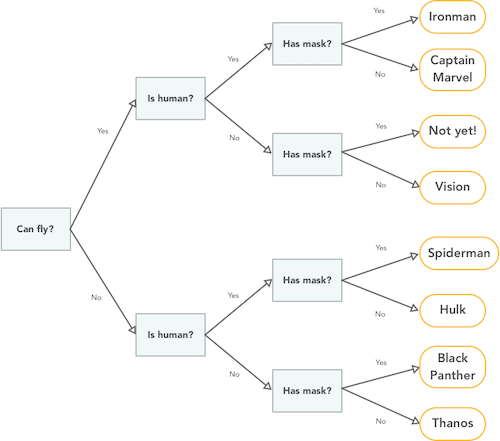 Yes
Ironman
Has mask?
Yes
No
Captain
Marvel
Is human?
Yes
Not yet!
No
Has mask?
Yes
No
Vision
Can fly?
Yes
Spiderman
Has mask?
No
Yes
No
Hulk
Is human?
Yes
Black
Panther
No
Has mask?
No
Thanos